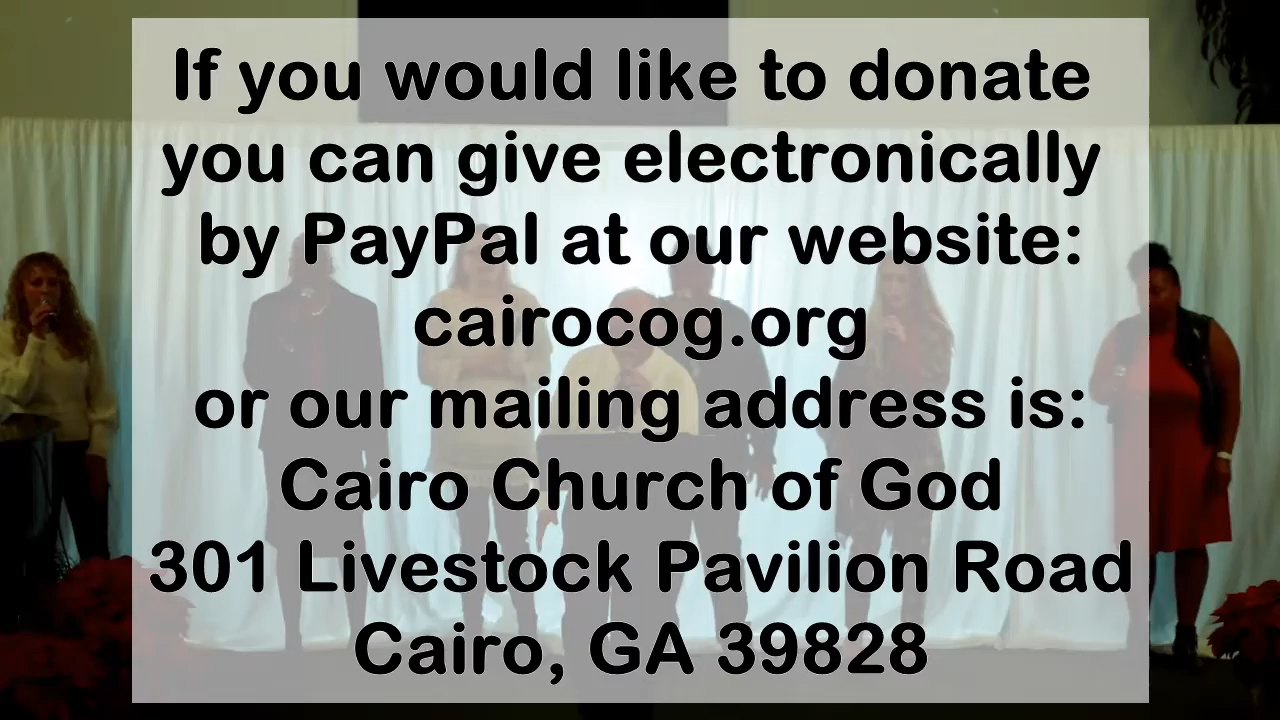 If you would like to donate
you can give electronically
by PayPal at our website:
cairocog.org
or our mailing address is:
Cairo Church of God
301 Livestock Pavilion Road
Cairo, GA 39828